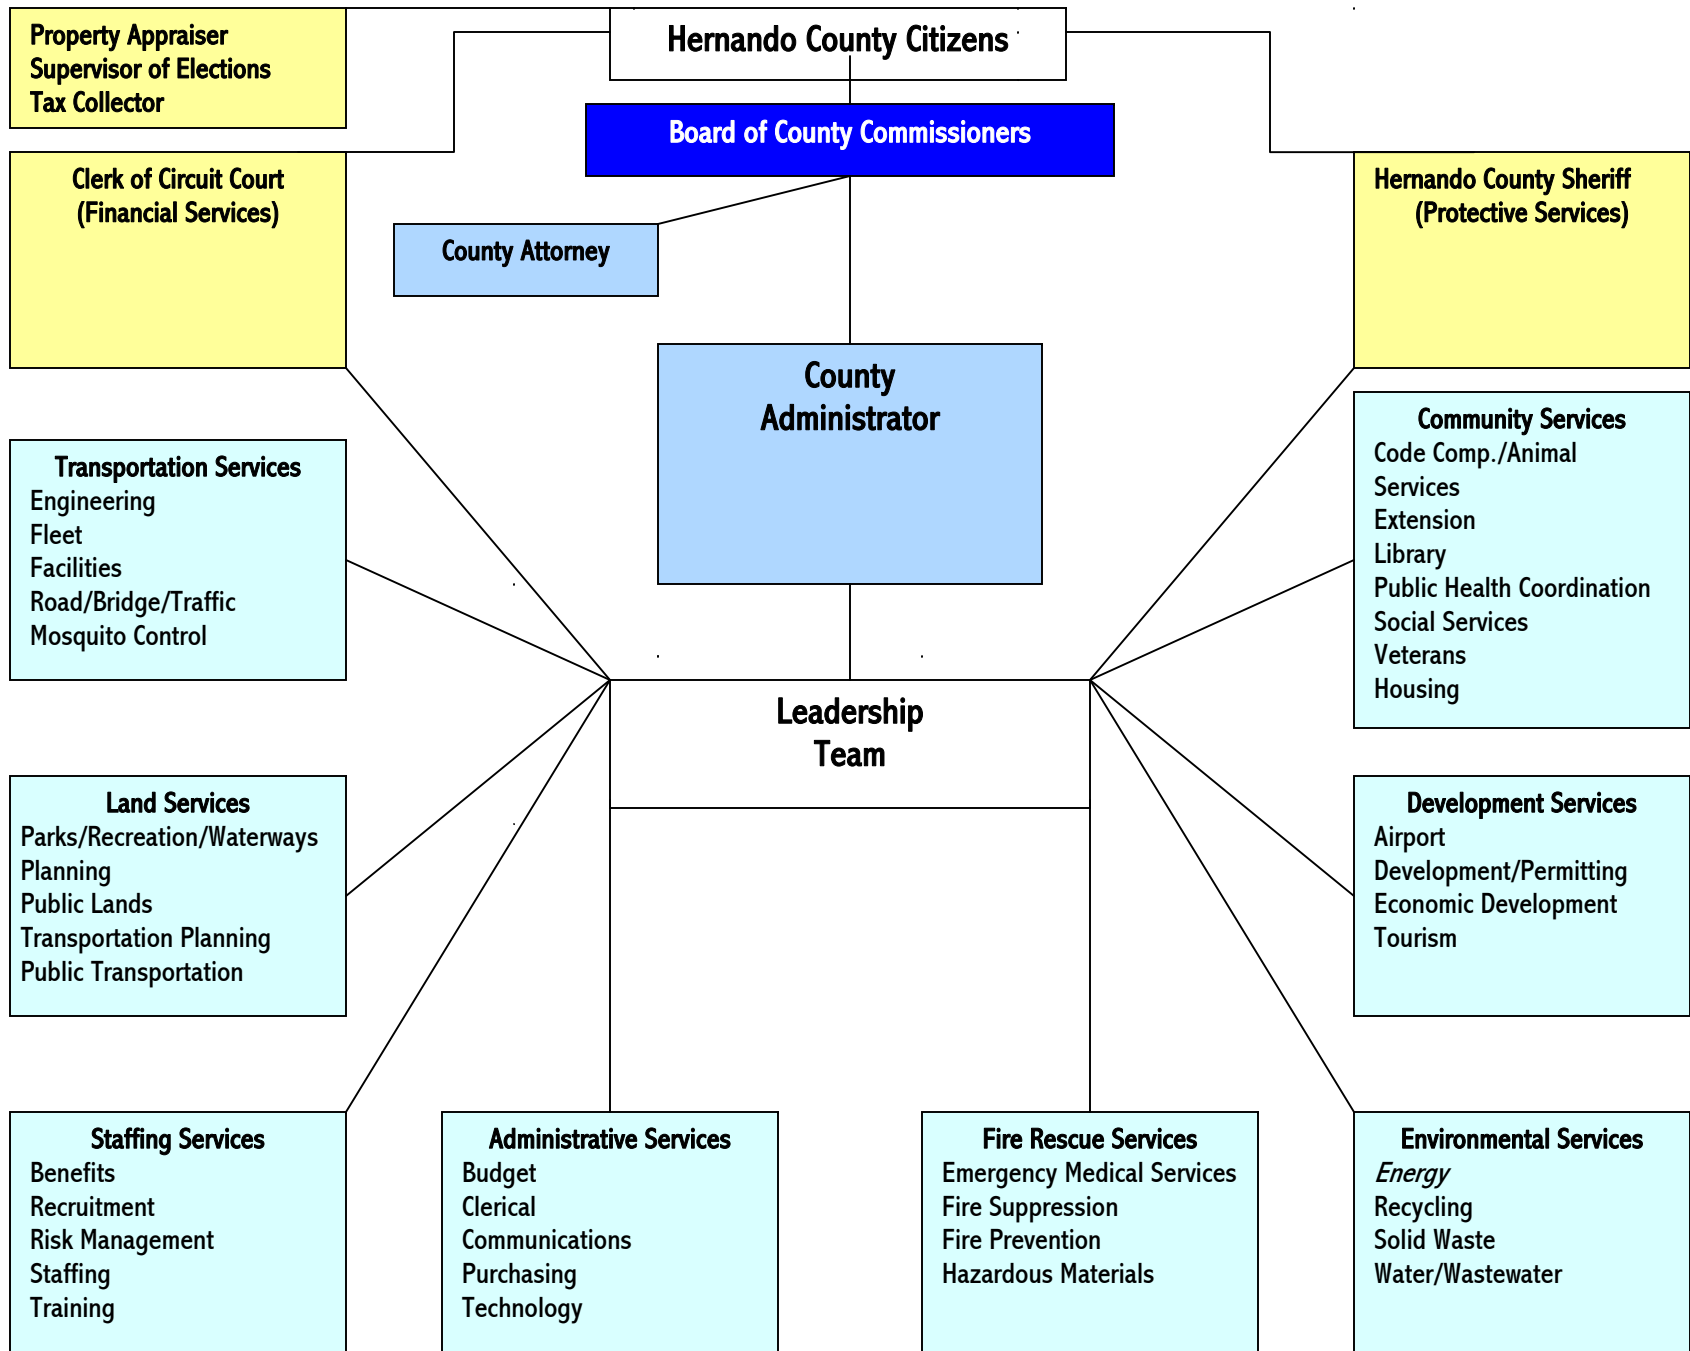 Property Appraiser
Supervisor of Elections
Tax Collector
Hernando County Citizens
Board of County Commissioners
Clerk of Circuit Court
(Financial Services)
Hernando County Sheriff
(Protective Services)
County Attorney
County
Administrator
Transportation Services
Engineering
Fleet
Facilities
Road/Bridge/Traffic
Mosquito Control
Community Services
Code Comp./Animal
Services
Extension
Library
Public Health Coordination
Social Services
Veterans
Housing
Leadership
Team
Land Services
Parks/Recreation/Waterways
Planning
Public Lands
Transportation Planning
Public Transportation
Development Services
Airport
Development/Permitting
Economic Development
Tourism
Staffing Services
Benefits
Recruitment
Risk Management
Staffing
Training
Administrative Services
Budget
Clerical
Communications
Purchasing
Technology
Fire Rescue Services
Emergency Medical Services
Fire Suppression
Fire Prevention
Hazardous Materials
Environmental Services
Energy
Recycling
Solid Waste
Water/Wastewater